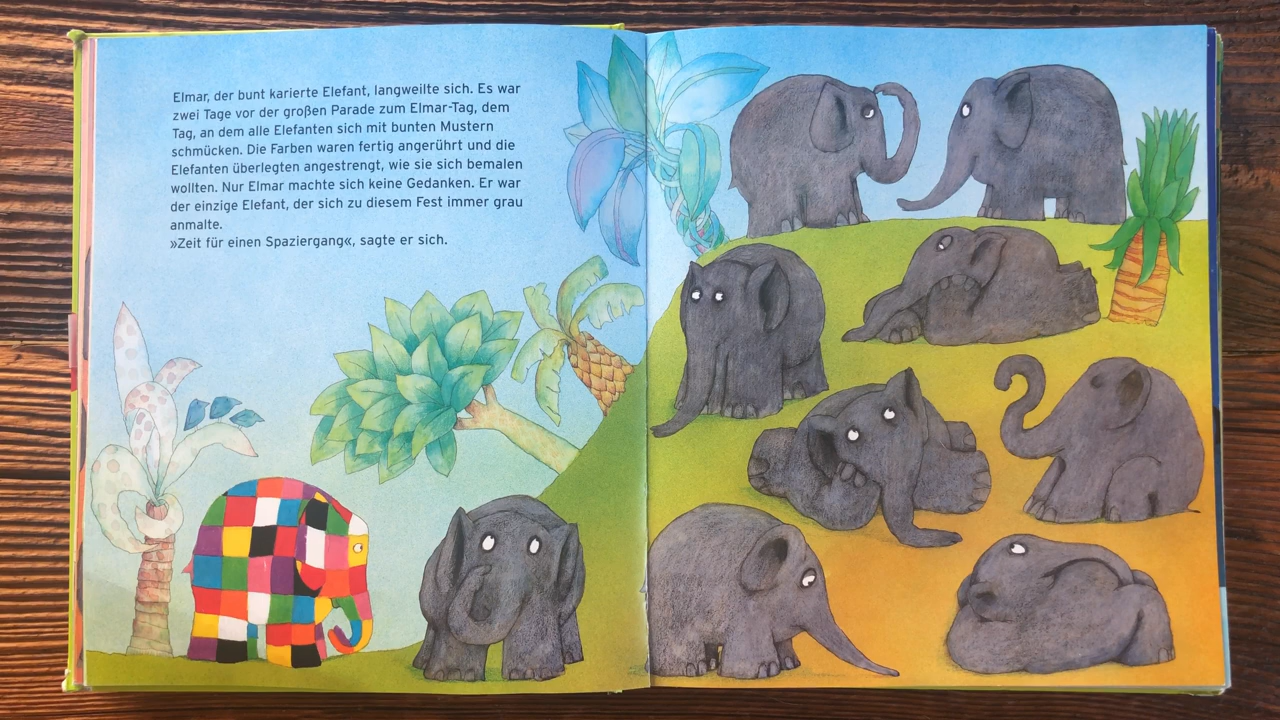 Elmar, der bunt karierte Elefant, langweilte sich. Es war
zwei Tage vor der großen Parade zum Elmar-Tag, dem
Tag, an dem alle Elefanten sich mit bunten Mustern
schmücken. Die Farben waren fertig angerührt und die
Elefanten überlegten angestrengt, wie sie sich bemalen
wollten. Nur Elmar machte sich keine Gedanken. Er war
der einzige Elefant, der sich zu diesem Fest immer grau
anmalte.
»Zeit für einen Spaziergang«, sagte er sich.